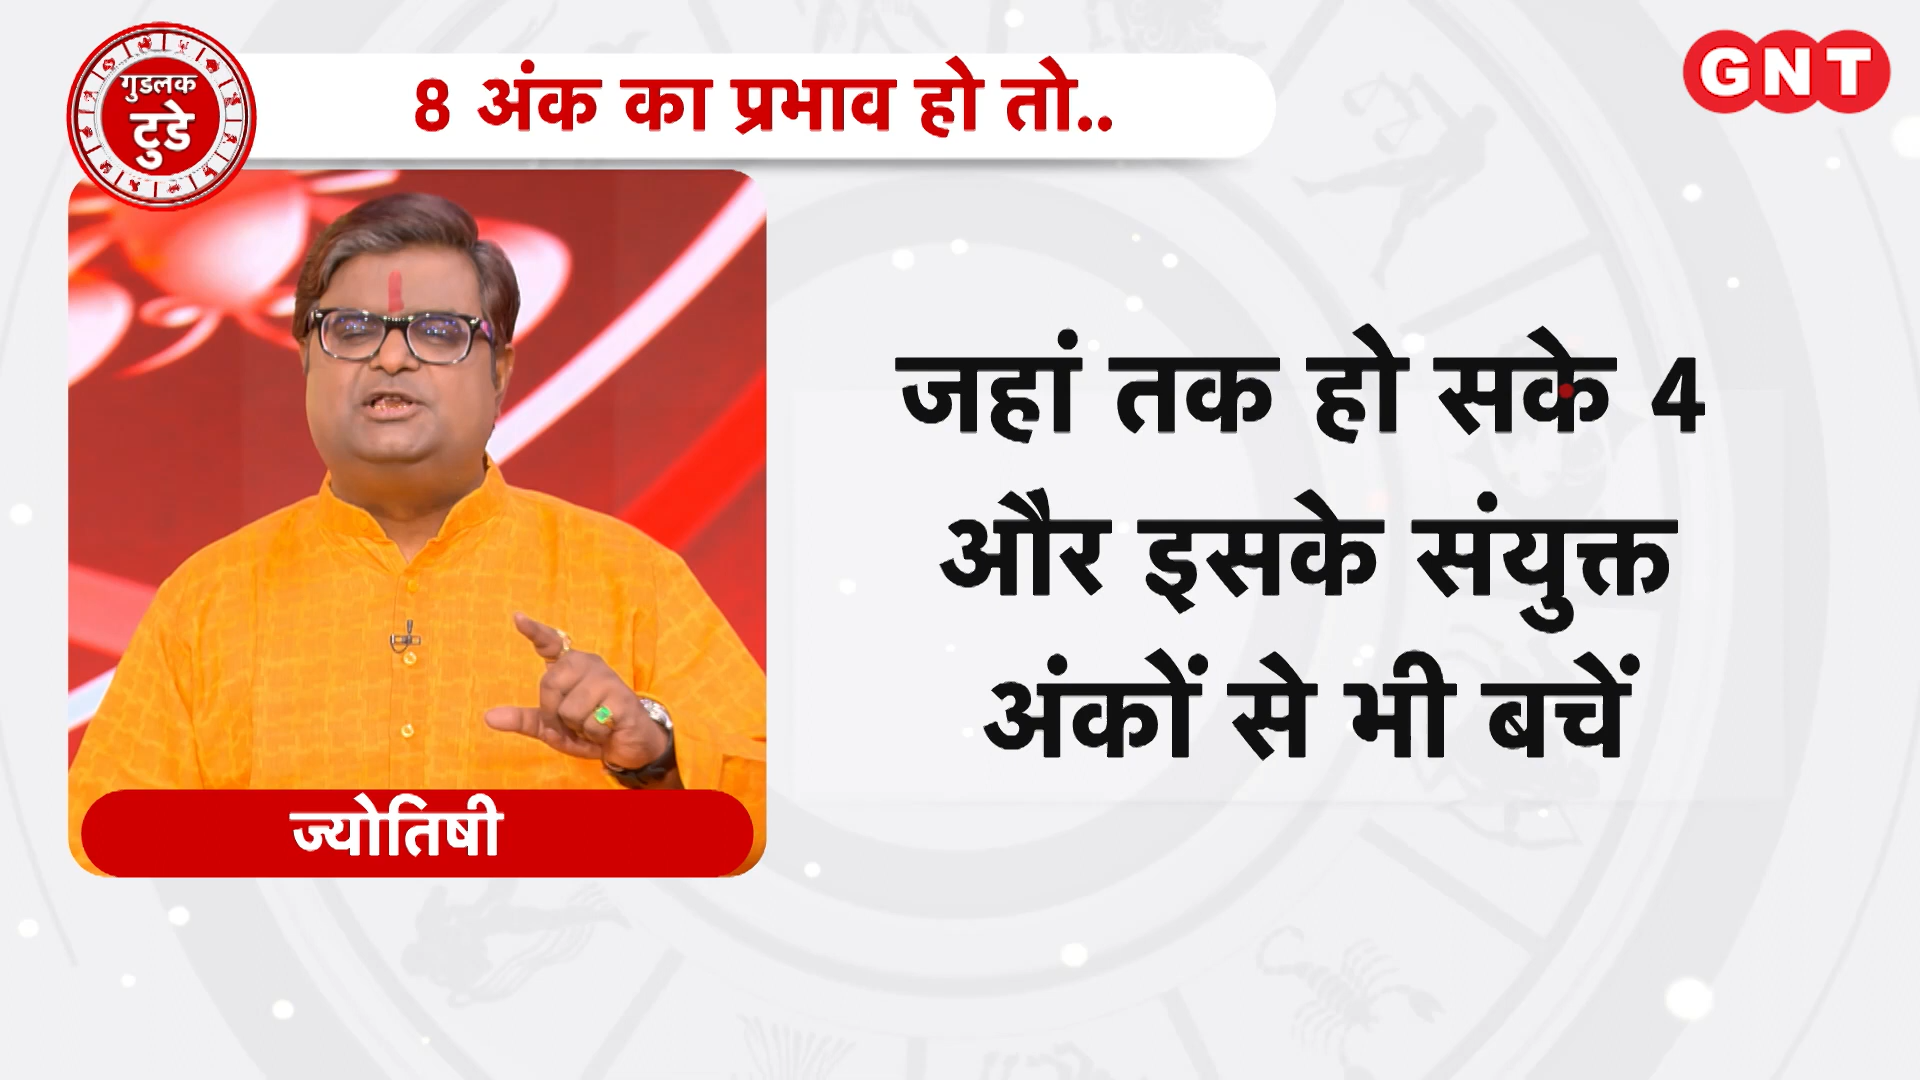 गुडलक
टुडे
8 अंक का प्रभाव हो तो..
GNT
जहां तक हो सके 4
और इसके संयुक्त
अंकों से भी बचें
ज्योतिषी